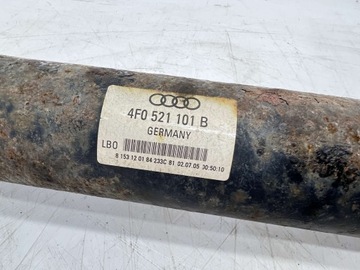 4F0 521 101 B
GERMANY
LBO
8 153 12 01 84 233C 81 02.07.05 30:50:10